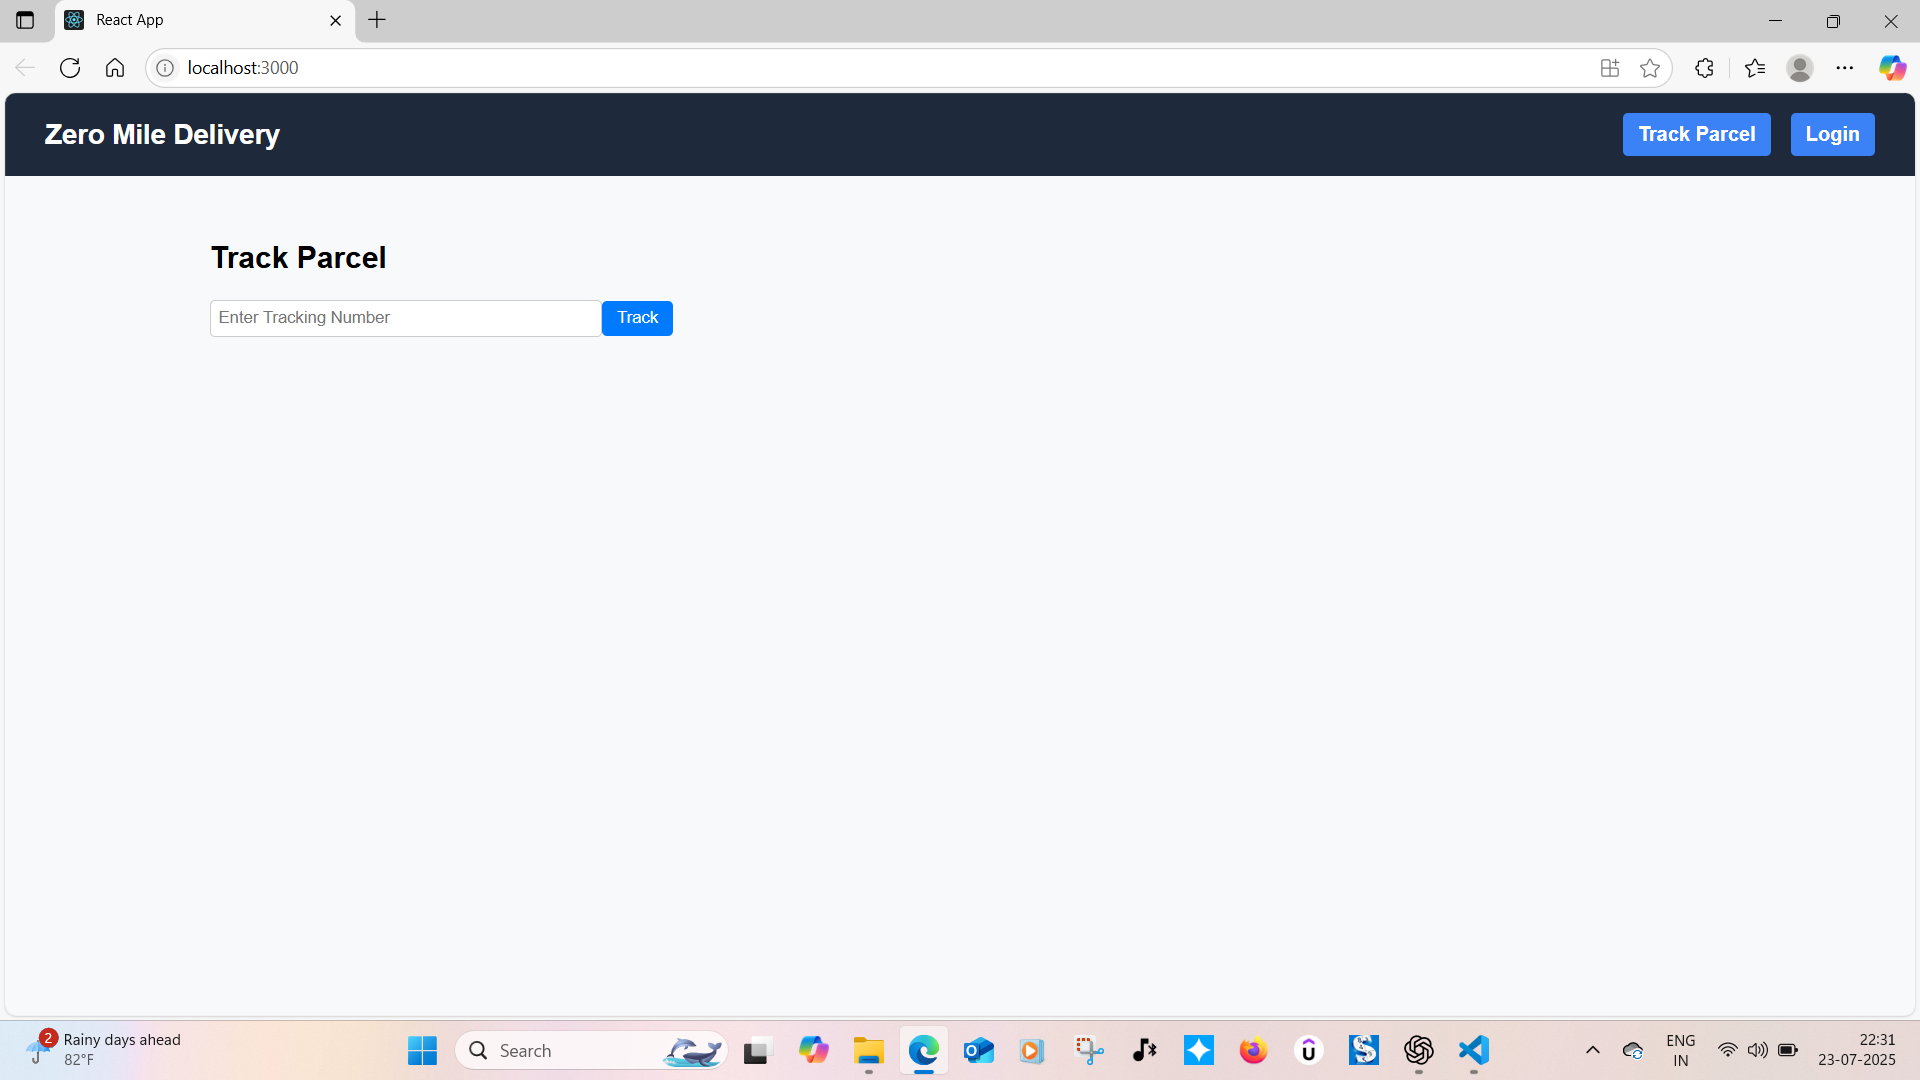 React App
localhost:3000
Zero Mile Delivery
Track Parcel
Login
Track Parcel
Enter Tracking Number
Track
2
Rainy days ahead
82°F
Search
ENG
IN
22:31
23-07-2025